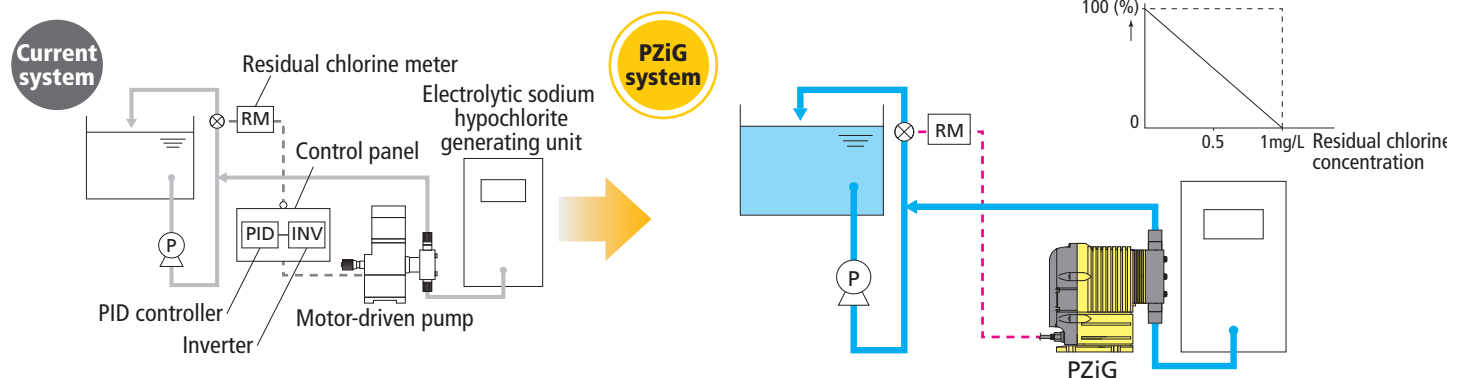 Current
system
Residual chlorine meter
RM
Electrolytic sodium
hypochlorite
generating unit
Control panel
PID
INV
P
PID controller
Motor-driven pump
Inverter
PZiG
system
RM
P
PZiG
100 (%)
0
0.5
1mg/L
Residual chlorine
concentration